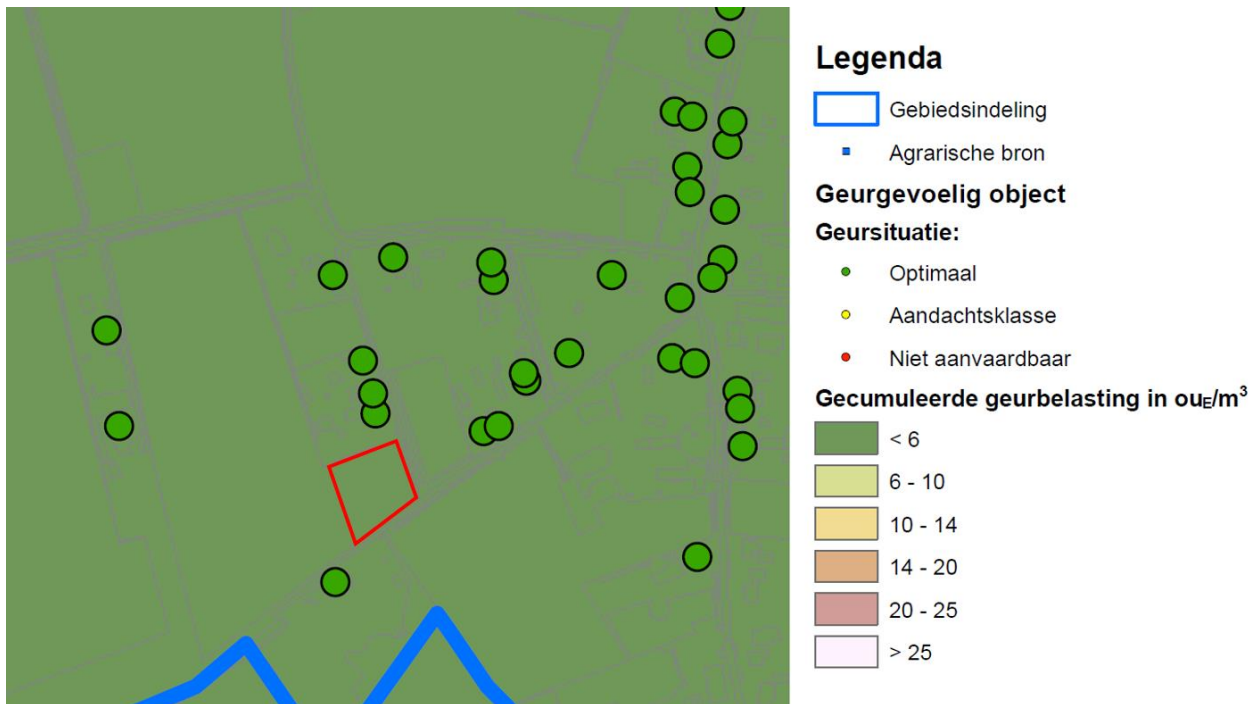 Legenda
Gebiedsindeling
Agrarische bron
Geurgevoelig object
Geursituatie:
Optimaal
Aandachtsklasse
Niet aanvaardbaar
Gecumuleerde geurbelasting in ouE/m³
< 6
6 - 10
10 - 14
14 - 20
20 - 25
> 25